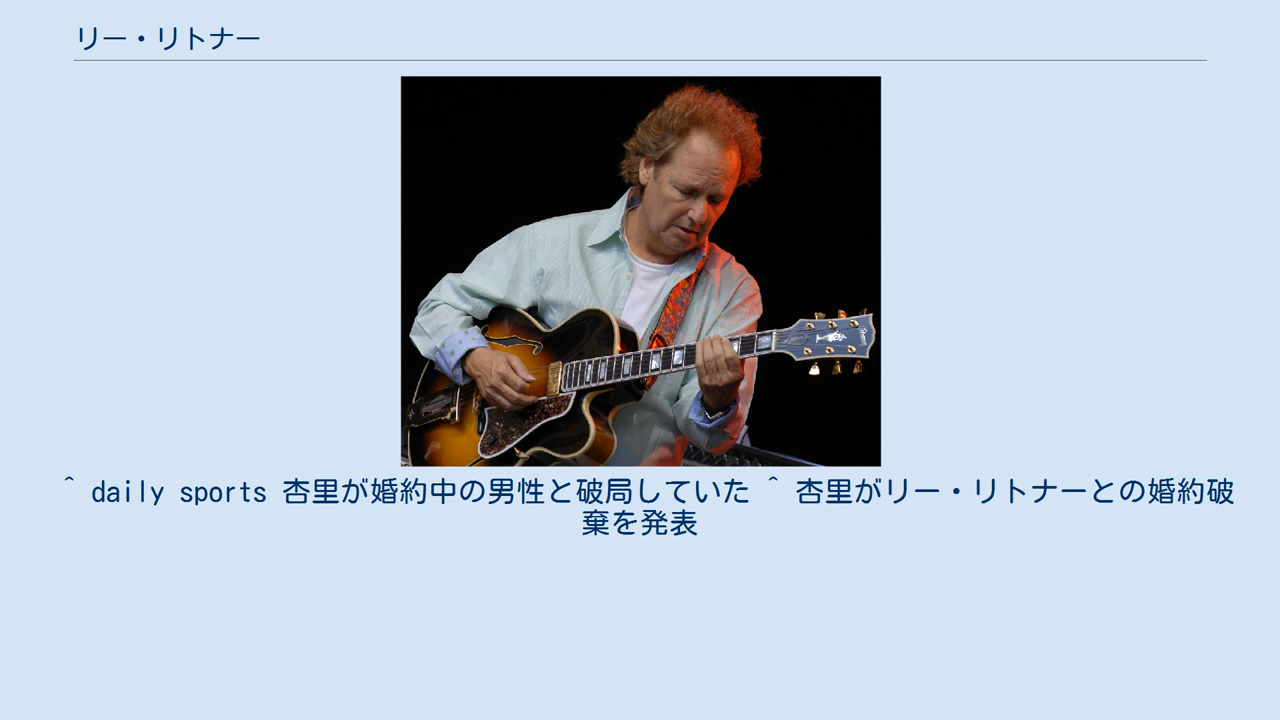 リー・リトナー
^ daily sports 杏里が婚約中の男性と破局していた ^ 杏里がリー・リトナーとの婚約破
棄を発表